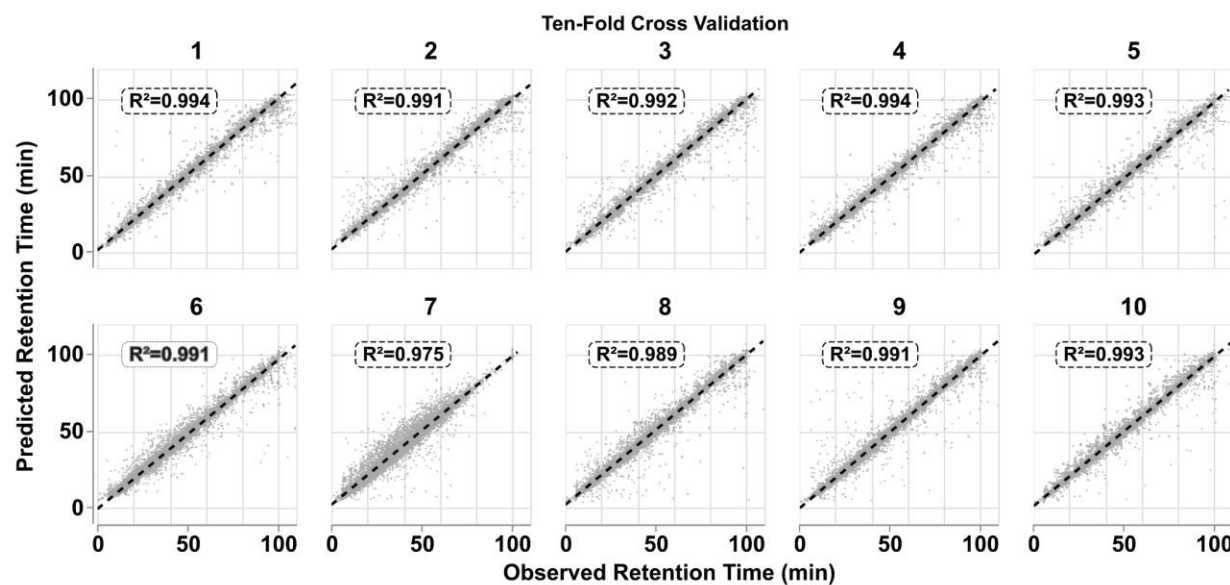 Ten-Fold Cross Validation
1 2 3 4 5
Predicted Retention Time (min)
100
50
0
R²=0.994
R²=0.991
R²=0.992
R²=0.994
R²=0.993
6 7 8 9 10
100
50
0
R²=0.991
R²=0.975
R²=0.989
R²=0.991
R²=0.993
0 50 100 0 50 100 0 50 100 0 50 100 0 50 100
Observed Retention Time (min)